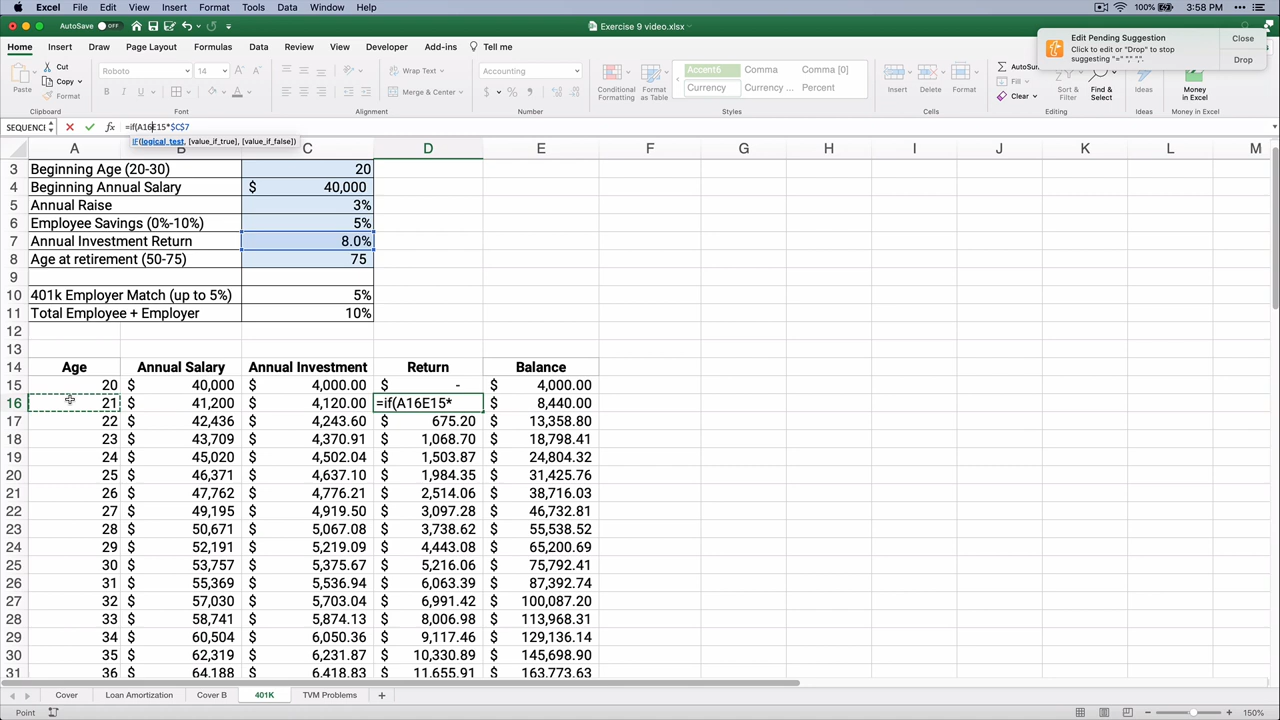 Excel File Edit View Insert Format Tools Data Window Help 100% 3:58 PM
AutoSave OFF Exercise 9 video.xlsx
Edit Pending Suggestion Close
Click to edit or "Drop" to stop suggesting "=" "" "". Drop
Home Insert Draw Page Layout Formulas Data Review View Developer Add-ins Tell me
Paste Cut Copy Format Roboto 14 Wrap Merge & Center Accounting Conditional Formatting Format as Table Accent6 Comma Comma [0] Currency Currency ... Percent Insert Delete Format Fill Sort & Filter Find & Select Money in Excel
Clipboard Font Alignment Number Styles Cells Editing Money in Excel
SEQUENCE =if(A16E15*$C$7
IF(logical_test, [value_if_true], [value_if_false])
A B C D E F G H I J K L M
3 Beginning Age (20-30) 20
4 Beginning Annual Salary $ 40,000
5 Annual Raise 3%
6 Employee Savings (0%-10%) 5%
7 Annual Investment Return 8.0%
8 Age at retirement (50-75) 75
9
10 401k Employer Match (up to 5%) 5%
11 Total Employee + Employer 10%
12
13
14 Age Annual Salary Annual Investment Return Balance
15 20 $ 40,000 $ 4,000.00 $ - $ 4,000.00
16 21 $ 41,200 $ 4,120.00 =if(A16E15* $ 8,440.00
17 22 $ 42,436 $ 4,243.60 $ 675.20 $ 13,358.80
18 23 $ 43,709 $ 4,370.91 $ 1,068.70 $ 18,798.41
19 24 $ 45,020 $ 4,502.04 $ 1,503.87 $ 24,804.32
20 25 $ 46,371 $ 4,637.10 $ 1,984.35 $ 31,425.76
21 26 $ 47,762 $ 4,776.21 $ 2,514.06 $ 38,716.03
22 27 $ 49,195 $ 4,919.50 $ 3,097.28 $ 46,732.81
23 28 $ 50,671 $ 5,067.08 $ 3,738.62 $ 55,538.52
24 29 $ 52,191 $ 5,219.09 $ 4,443.08 $ 65,200.69
25 30 $ 53,757 $ 5,375.67 $ 5,216.06 $ 75,792.41
26 31 $ 55,369 $ 5,536.94 $ 6,063.39 $ 87,392.74
27 32 $ 57,030 $ 5,703.04 $ 6,991.42 $ 100,087.20
28 33 $ 58,741 $ 5,874.13 $ 8,006.98 $ 113,968.31
29 34 $ 60,504 $ 6,050.36 $ 9,117.46 $ 129,136.14
30 35 $ 62,319 $ 6,231.87 $ 10,330.89 $ 145,698.90
31 36 $ 64,188 $ 6,418.83 $ 11,655.91 $ 163,773.63
Cover Loan Amortization Cover B 401K TVM Problems +
Point 150%